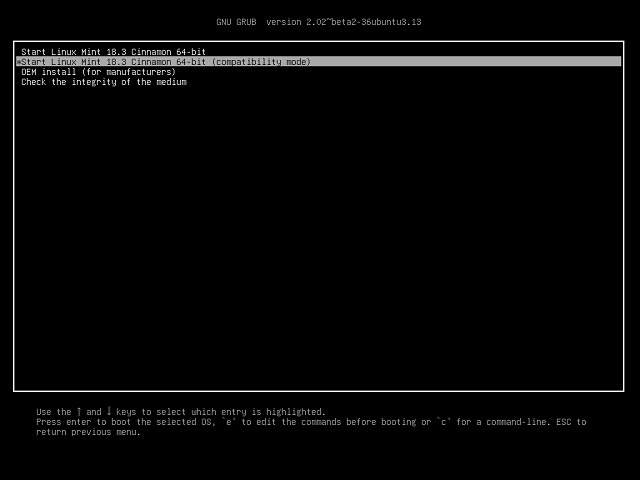 GNU GRUB  version 2.02~beta2-36ubuntu3.13
Start Linux Mint 18.3 Cinnamon 64-bit
*Start Linux Mint 18.3 Cinnamon 64-bit (compatibility mode)
OEM install (for manufacturers)
Check the integrity of the medium
Use the ↑ and ↓ keys to select which entry is highlighted.
Press enter to boot the selected OS, `e' to edit the commands before booting or `c' for a command-line. ESC to
return previous menu.